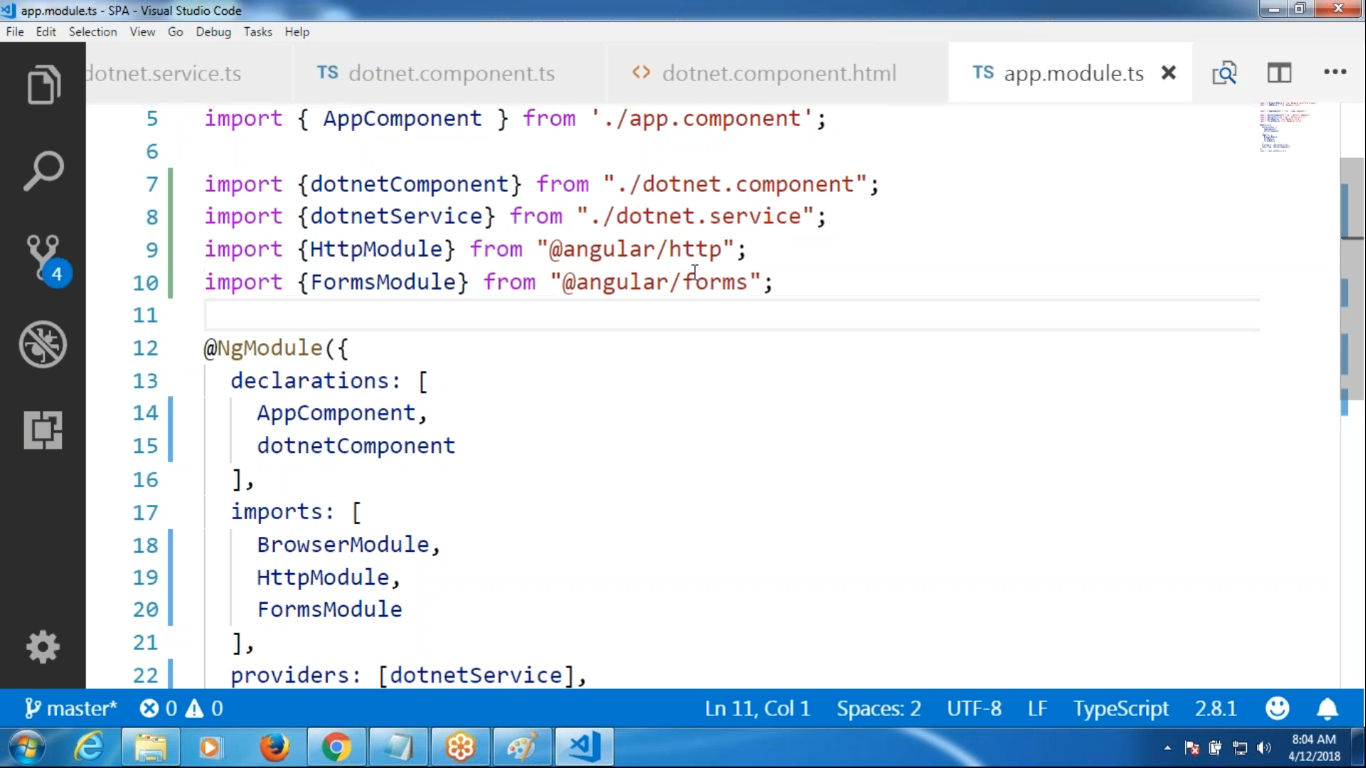 app.module.ts - SPA - Visual Studio Code
File Edit Selection View Go Debug Tasks Help
dotnet.service.ts TS dotnet.component.ts <> dotnet.component.html TS app.module.ts
5 import { AppComponent } from './app.component';
6
7 import {dotnetComponent} from "./dotnet.component";
8 import {dotnetService} from "./dotnet.service";
9 import {HttpModule} from "@angular/http";
10 import {FormsModule} from "@angular/forms";
11
12 @NgModule({
13 declarations: [
14 AppComponent,
15 dotnetComponent
16 ],
17 imports: [
18 BrowserModule,
19 HttpModule,
20 FormsModule
21 ],
22 providers: [dotnetService],
4
master* 0 0 Ln 11, Col 1 Spaces: 2 UTF-8 LF TypeScript 2.8.1
8:04 AM
4/12/2018